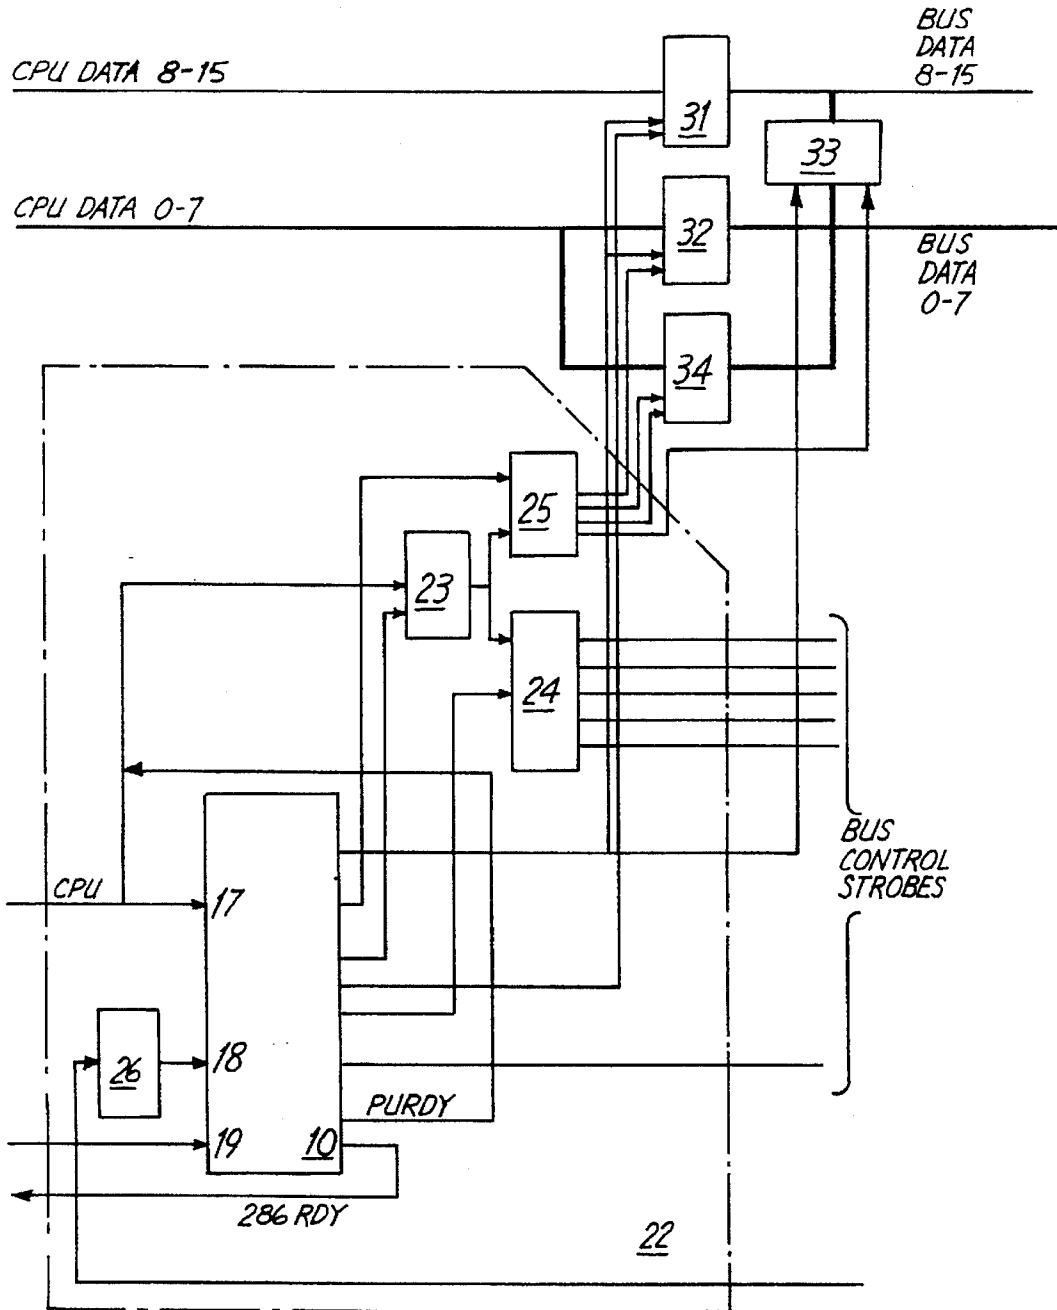 BUS
DATA
8-15
CPU DATA 8-15
31
33
CPU DATA 0-7
32
BUS
DATA
0-7
34
25
23
24
BUS
CONTROL
STROBES
CPU
17
26
18
PURDY
19
10
286 RDY
22